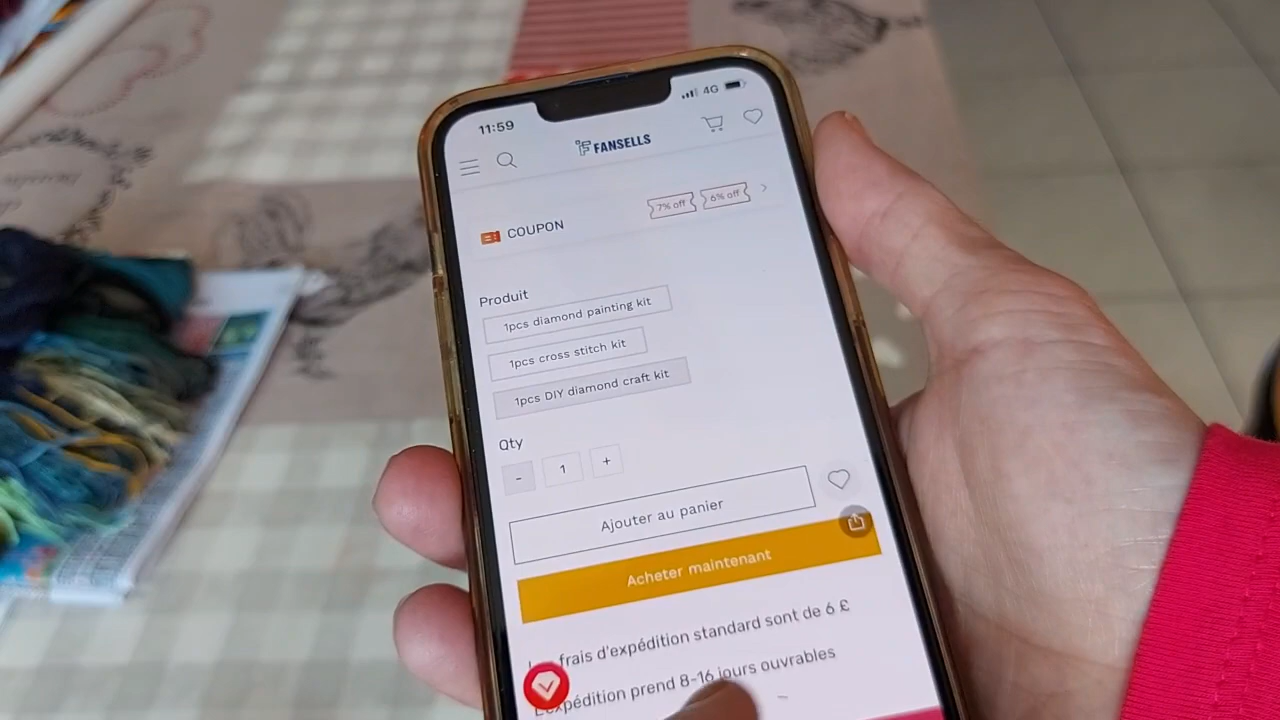 11:59
4G
FANSELLS
COUPON
7% off
6% off
Produit
1pcs diamond painting kit
1pcs cross stitch kit
1pcs DIY diamond craft kit
Qty
- 1 +
Ajouter au panier
Acheter maintenant
frais d'expédition standard sont de 6 £
L'expédition prend 8-16 jours ouvrables